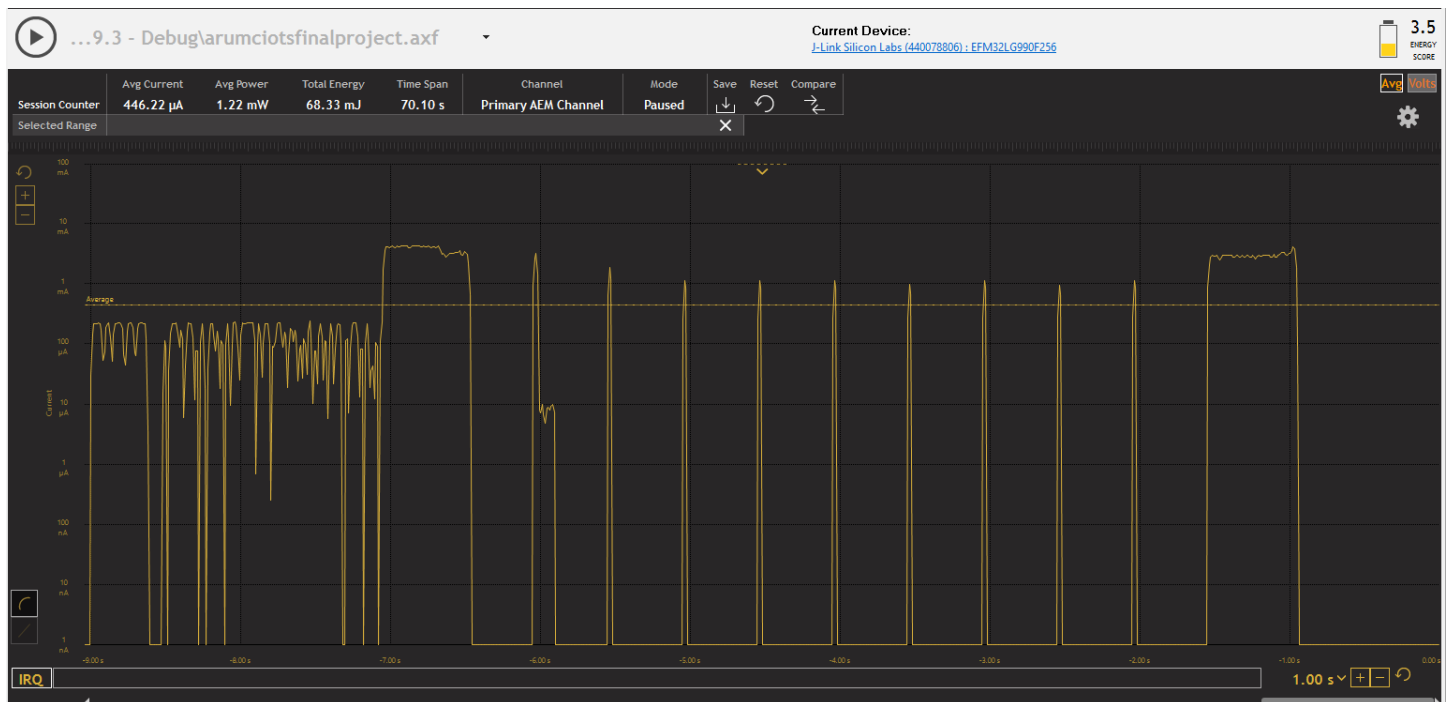 ...9.3 - Debug\arumciotsfinalproject.axf
Current Device:
J-Link Silicon Labs (440078806) : EFM32LG990F256
3.5
ENERGY
SCORE
Avg Current Avg Power Total Energy Time Span Channel Mode Save Reset Compare
Session Counter 446.22 µA 1.22 mW 68.33 mJ 70.10 s Primary AEM Channel Paused
Avg Volts
Selected Range
100
mA
10
mA
1
mA
Average
100
µA
Current
10
µA
1
µA
100
nA
10
nA
1
nA
-9.00 s -8.00 s -7.00 s -6.00 s -5.00 s -4.00 s -3.00 s -2.00 s -1.00 s 0.00 s
IRQ
1.00 s